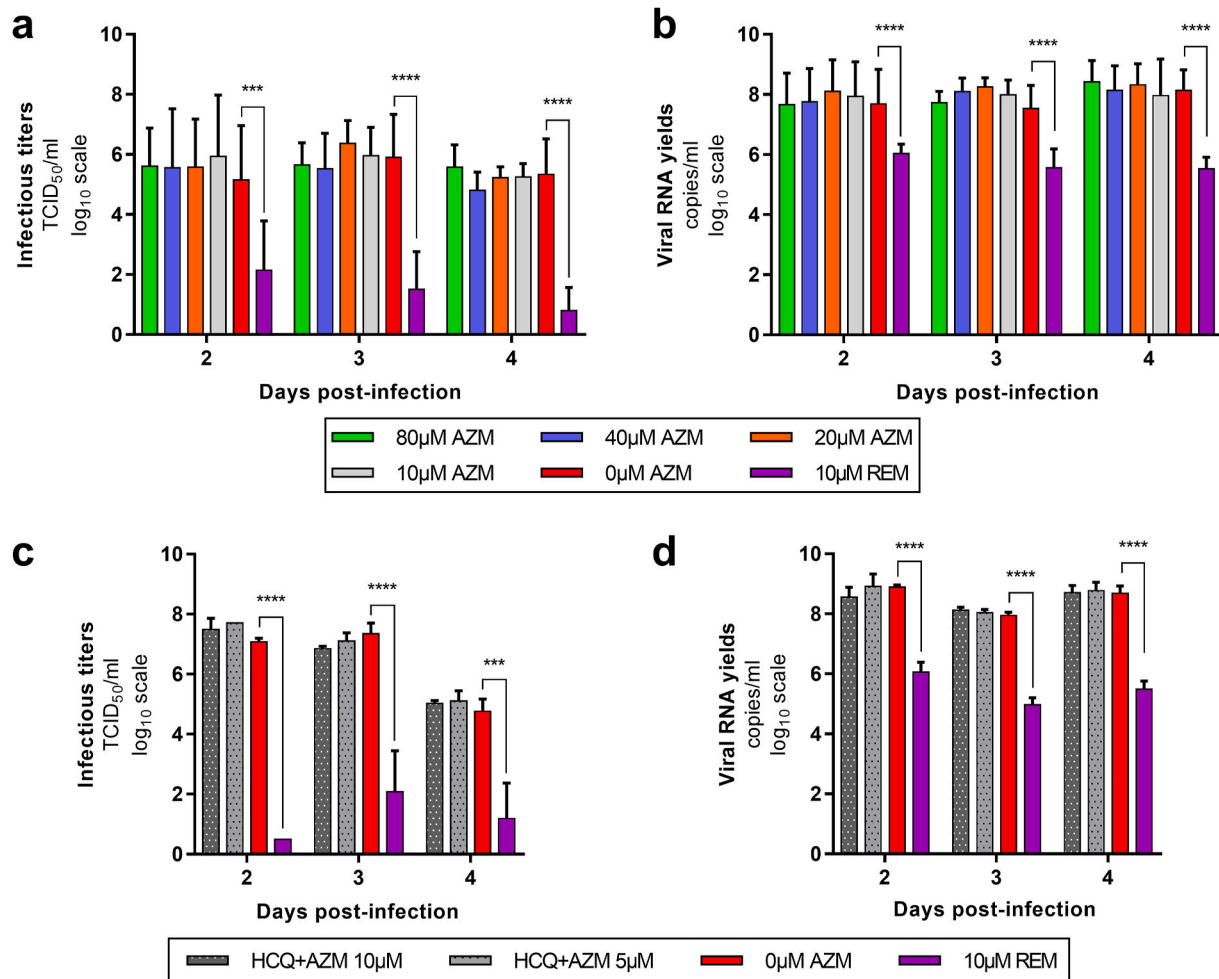 a
Infectious titers
TCID50/ml
log10 scale
10
8
6
4
2
0
***
****
****
2
3
4
Days post-infection
b
Viral RNA yields
copies/ml
log10 scale
10
8
6
4
2
0
****
****
****
2
3
4
Days post-infection
80µM AZM
40µM AZM
20µM AZM
10µM AZM
0µM AZM
10µM REM
c
Infectious titers
TCID50/ml
log10 scale
10
8
6
4
2
0
****
****
***
2
3
4
Days post-infection
d
Viral RNA yields
copies/ml
log10 scale
10
8
6
4
2
0
****
****
****
2
3
4
Days post-infection
HCQ+AZM 10µM
HCQ+AZM 5µM
0µM AZM
10µM REM